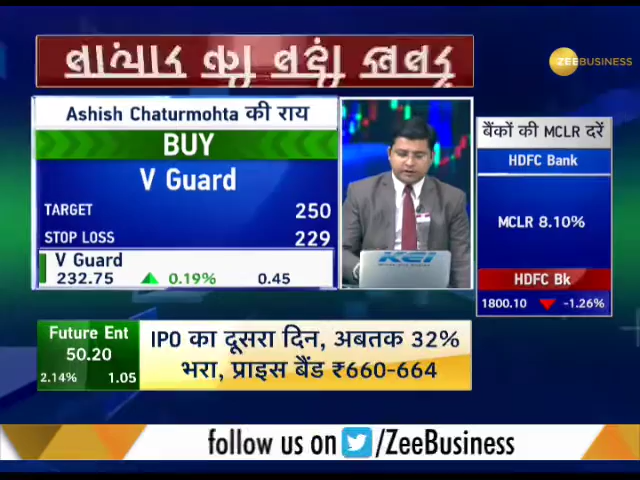 ZEEBUSINESS
Ashish Chaturmohta की राय
BUY
V Guard
TARGET 250
STOP LOSS 229
V Guard
232.75 0.19% 0.45
KEI
बैंकों की MCLR दरें
HDFC Bank
MCLR 8.10%
HDFC Bk
1800.10 -1.26%
Future Ent
50.20
2.14% 1.05
IPO का दूसरा दिन, अबतक 32%
भरा, प्राइस बैंड ₹660-664
follow us on /ZeeBusiness